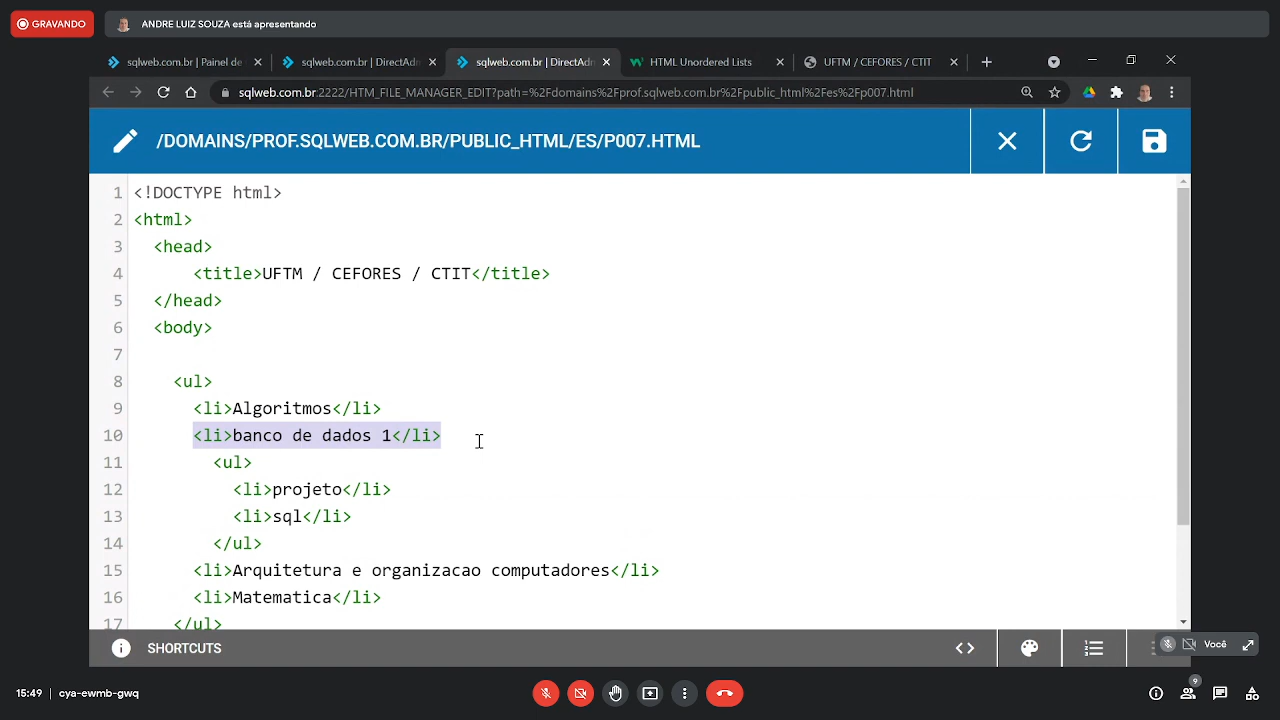 GRAVANDO
ANDRE LUIZ SOUZA está apresentando
sqlweb.com.br | Painel de
sqlweb.com.br | DirectAdn
sqlweb.com.br | DirectAdn
HTML Unordered Lists
UFTM / CEFORES / CTIT
sqlweb.com.br:2222/HTM_FILE_MANAGER_EDIT?path=%2Fdomains%2Fprof.sqlweb.com.br%2Fpublic_html%2Fes%2Fp007.html
/DOMAINS/PROF.SQLWEB.COM.BR/PUBLIC_HTML/ES/P007.HTML
1 <!DOCTYPE html>
2 <html>
3 <head>
4 <title>UFTM / CEFORES / CTIT</title>
5 </head>
6 <body>
7
8 <ul>
9 <li>Algoritmos</li>
10 <li>banco de dados 1</li>
11 <ul>
12 <li>projeto</li>
13 <li>sql</li>
14 </ul>
15 <li>Arquitetura e organizacao computadores</li>
16 <li>Matematica</li>
17 </ul>
SHORTCUTS
Você
15:49 cya-ewmb-gwq
9